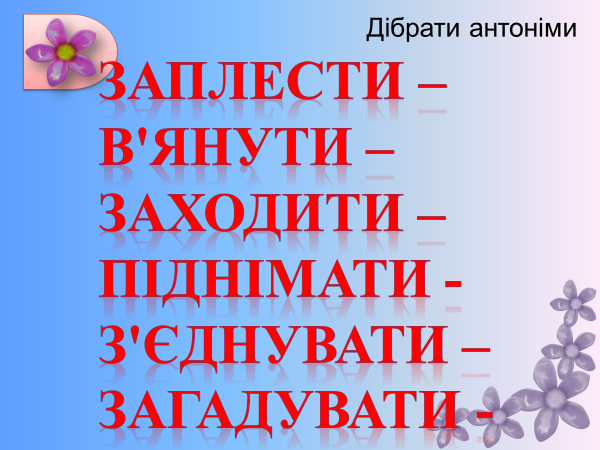 Дібрати антоніми
ЗАПЛЕСТИ –
В'ЯНУТИ –
ЗАХОДИТИ –
ПІДНІМАТИ -
З'ЄДНУВАТИ –
ЗАГАДУВАТИ -